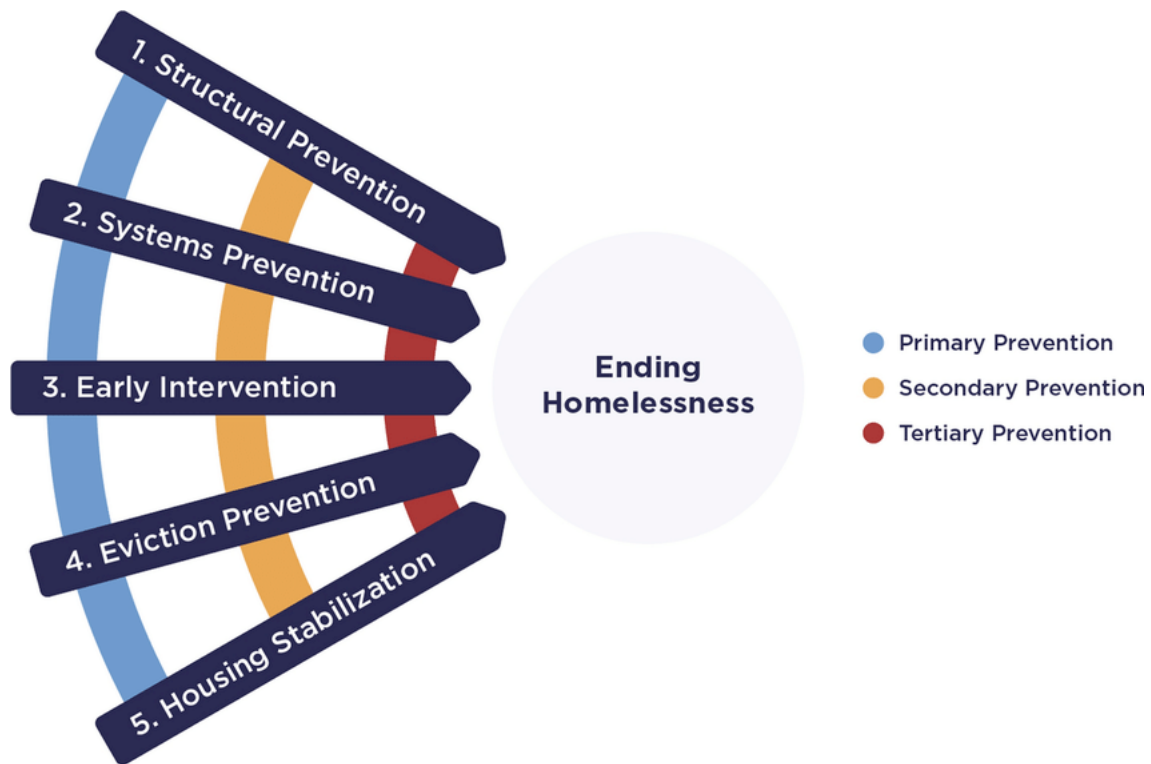 1. Structural Prevention
2. Systems Prevention
3. Early Intervention
4. Eviction Prevention
5. Housing Stabilization
Ending
Homelessness
Primary Prevention
Secondary Prevention
Tertiary Prevention